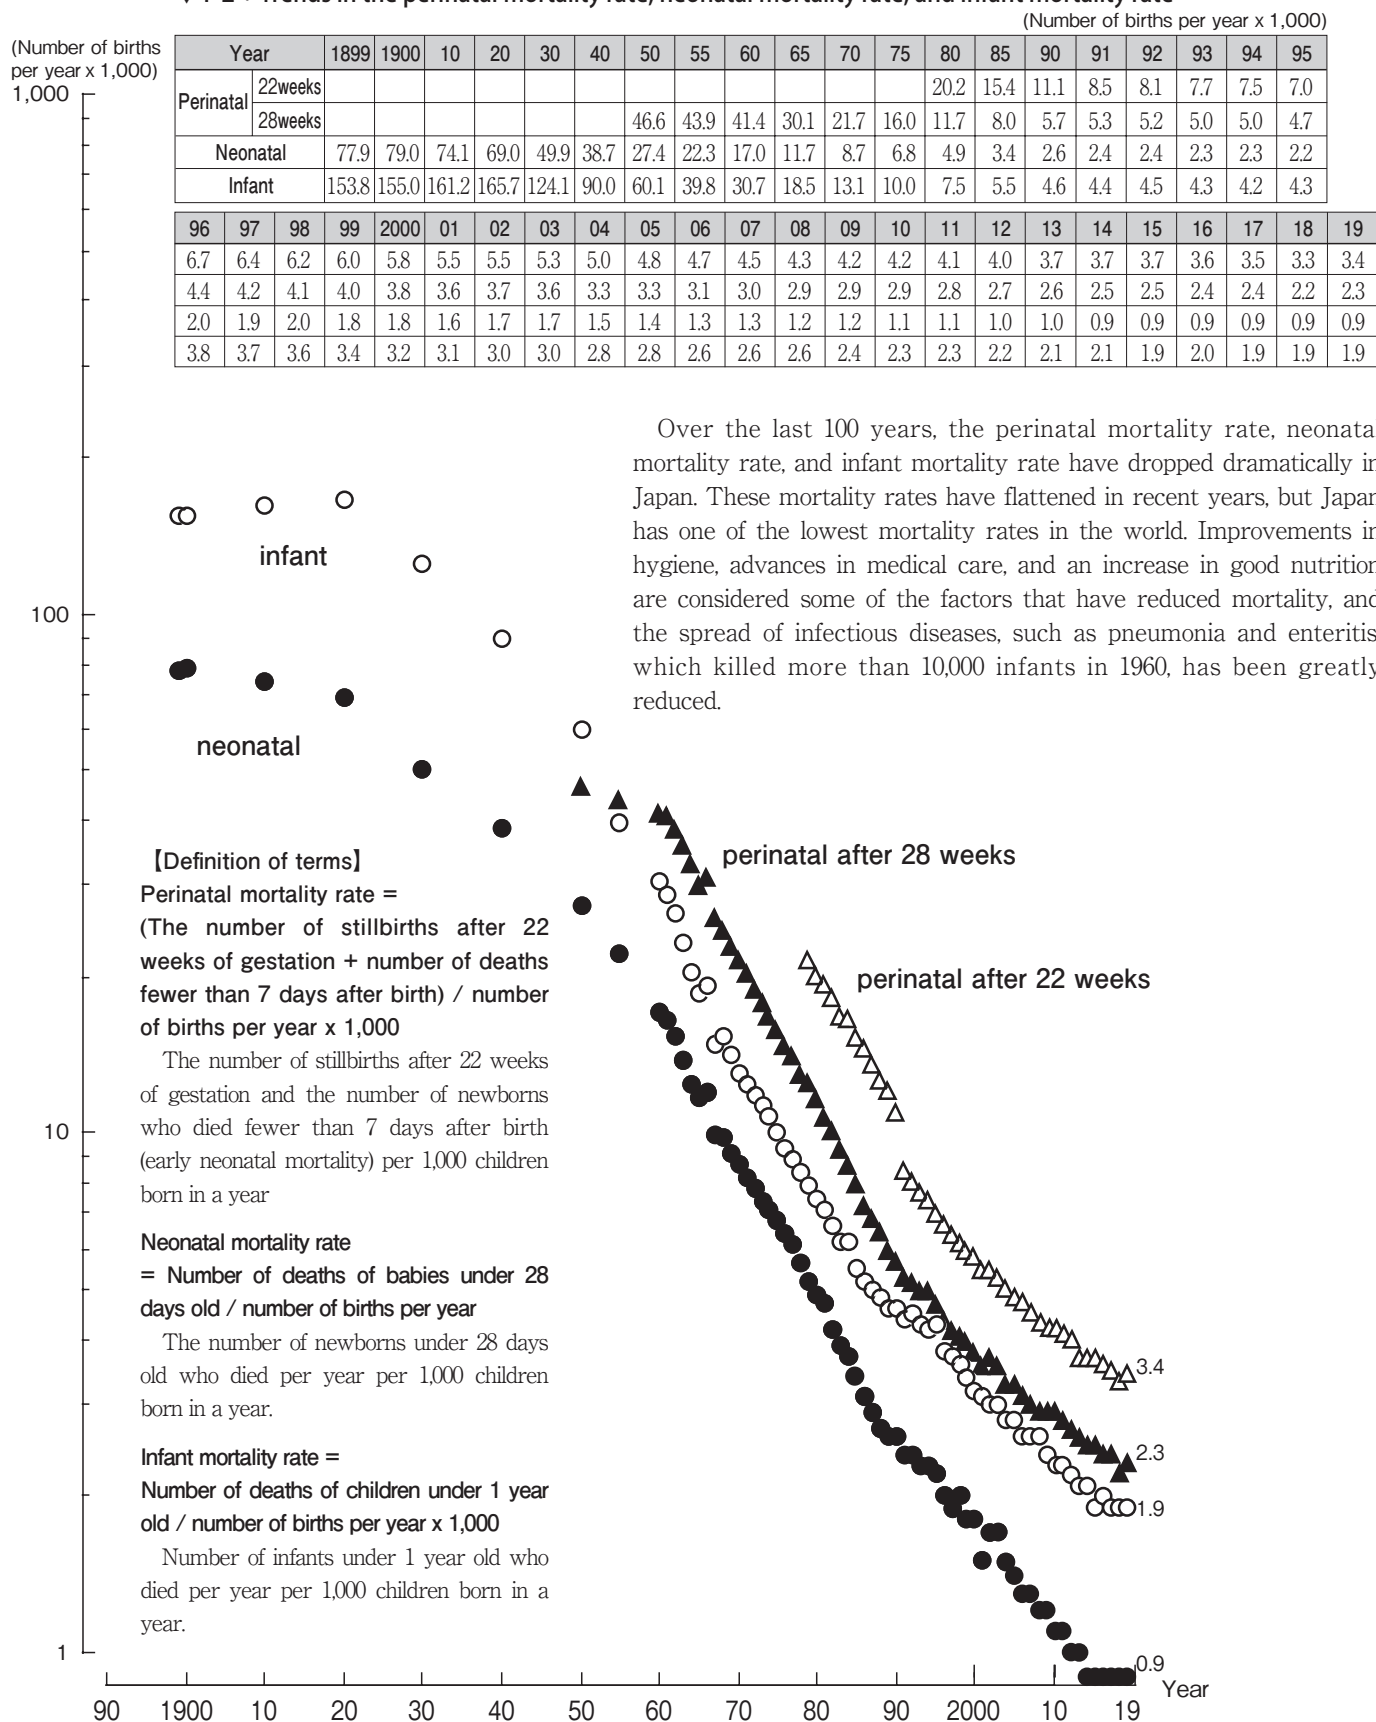 Trends in the perinatal mortality rate, neonatal mortality rate, and infant mortality rate
(Number of births per year x 1,000)
(Number of births
per year x 1,000)
Year 1899 1900 10 20 30 40 50 55 60 65 70 75 80 85 90 91 92 93 94 95
Perinatal 22weeks 20.2 15.4 11.1 8.5 8.1 7.7 7.5 7.0
28weeks 46.6 43.9 41.4 30.1 21.7 16.0 11.7 8.0 5.7 5.3 5.2 5.0 5.0 4.7
Neonatal 77.9 79.0 74.1 69.0 49.9 38.7 27.4 22.3 17.0 11.7 8.7 6.8 4.9 3.4 2.6 2.4 2.4 2.3 2.3 2.2
Infant 153.8 155.0 161.2 165.7 124.1 90.0 60.1 39.8 30.7 18.5 13.1 10.0 7.5 5.5 4.6 4.4 4.5 4.3 4.2 4.3
96 97 98 99 2000 01 02 03 04 05 06 07 08 09 10 11 12 13 14 15 16 17 18 19
6.7 6.4 6.2 6.0 5.8 5.5 5.5 5.3 5.0 4.8 4.7 4.5 4.3 4.2 4.2 4.1 4.0 3.7 3.7 3.7 3.6 3.5 3.3 3.4
4.4 4.2 4.1 4.0 3.8 3.6 3.7 3.6 3.3 3.3 3.1 3.0 2.9 2.9 2.9 2.8 2.7 2.6 2.5 2.5 2.4 2.4 2.2 2.3
2.0 1.9 2.0 1.8 1.8 1.6 1.7 1.7 1.5 1.4 1.3 1.3 1.2 1.2 1.1 1.1 1.0 1.0 0.9 0.9 0.9 0.9 0.9 0.9
3.8 3.7 3.6 3.4 3.2 3.1 3.0 3.0 2.8 2.8 2.6 2.6 2.6 2.4 2.3 2.3 2.2 2.1 2.1 1.9 2.0 1.9 1.9 1.9
Over the last 100 years, the perinatal mortality rate, neonata
mortality rate, and infant mortality rate have dropped dramatically in
Japan. These mortality rates have flattened in recent years, but Japan
has one of the lowest mortality rates in the world. Improvements in
hygiene, advances in medical care, and an increase in good nutrition
are considered some of the factors that have reduced mortality, and
the spread of infectious diseases, such as pneumonia and enteritis
which killed more than 10,000 infants in 1960, has been greatly
reduced.
1,000
100
10
1
infant
neonatal
perinatal after 28 weeks
perinatal after 22 weeks
【Definition of terms】
Perinatal mortality rate =
(The number of stillbirths after 22
weeks of gestation + number of deaths
fewer than 7 days after birth) / number
of births per year x 1,000
The number of stillbirths after 22 weeks
of gestation and the number of newborns
who died fewer than 7 days after birth
(early neonatal mortality) per 1,000 children
born in a year
Neonatal mortality rate
= Number of deaths of babies under 28
days old / number of births per year
The number of newborns under 28 days
old who died per year per 1,000 children
born in a year.
Infant mortality rate =
Number of deaths of children under 1 year
old / number of births per year x 1,000
Number of infants under 1 year old who
died per year per 1,000 children born in a
year.
3.4
2.3
1.9
0.9
90 1900 10 20 30 40 50 60 70 80 90 2000 10 19
Year